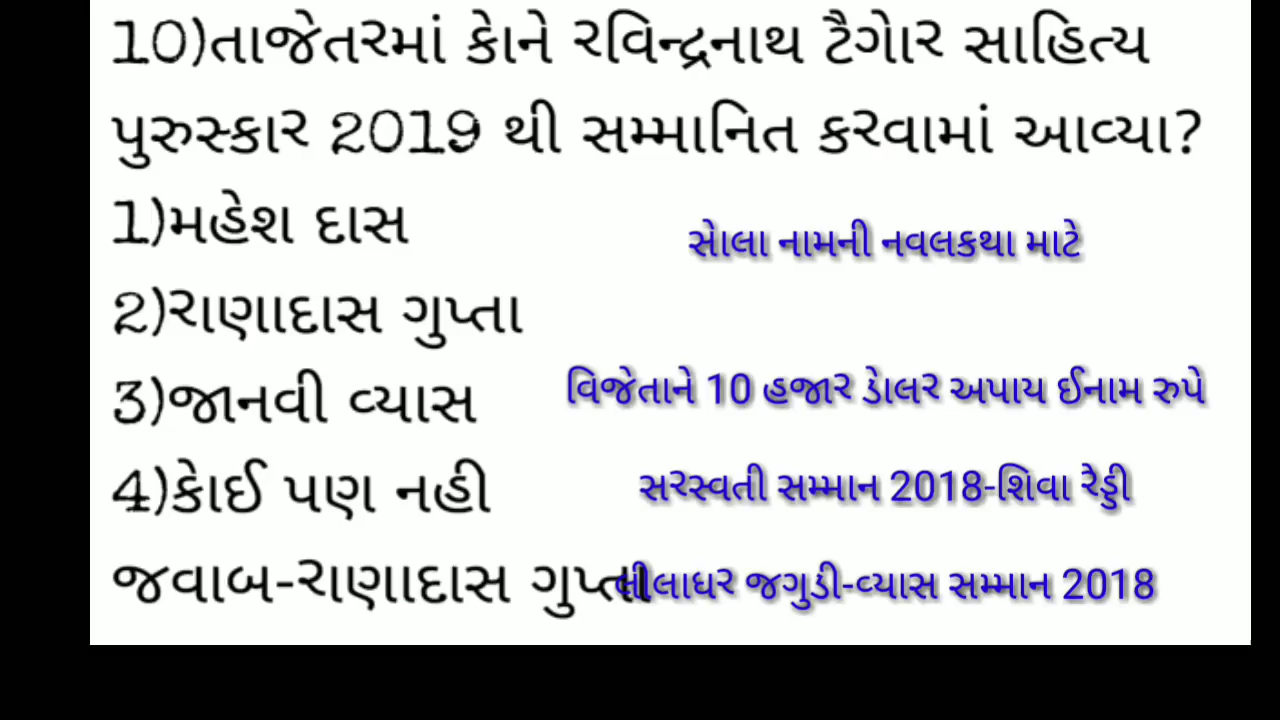 10)તાજેતરમાં કોને રવિન્દ્રનાથ ટૈગોર સાહિત્ય
પુરુસ્કાર 2019 થી સમ્માનિત કરવામાં આવ્યા?
1)મહેશ દાસ
સોલા નામની નવલકથા માટે
2)રાણાદાસ ગુપ્તા
3)જાનવી વ્યાસ
વિજેતાને 10 હજાર ડોલર અપાય ઈનામ રુપે
4)કોઈ પણ નહી
સરસ્વતી સમ્માન 2018-શિવા રેડ્ડી
જવાબ-રાણાદાસ ગુપ્તા
લીલાધર જગુડી-વ્યાસ સમ્માન 2018